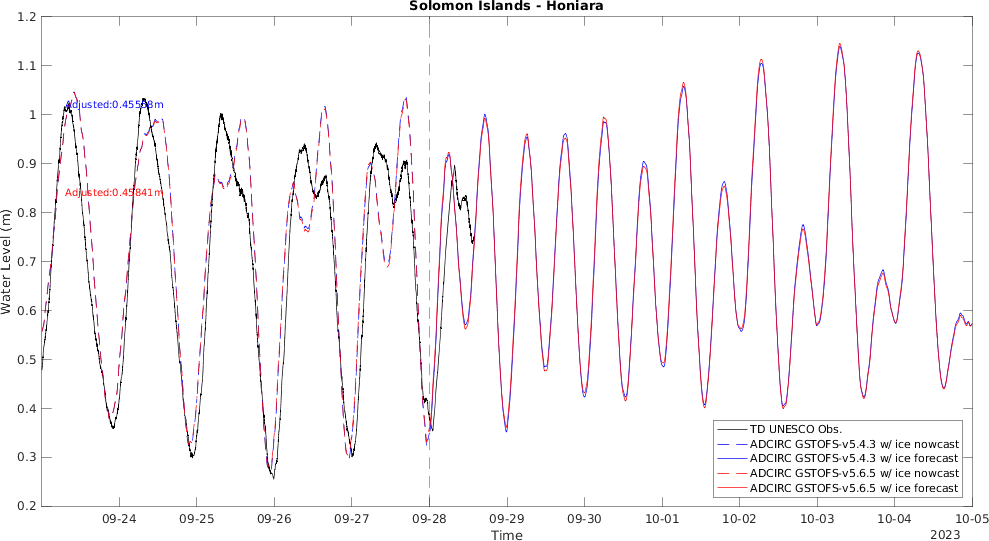 Solomon Islands - Honiara
1.2
1.1
1
0.9
0.8
0.7
0.6
0.5
0.4
0.3
0.2
Water Level (m)
Adjusted:0.45841m
TD UNESCO Obs.
ADCIRC GSTOFS-v5.4.3 w/ ice nowcast
ADCIRC GSTOFS-v5.4.3 w/ ice forecast
ADCIRC GSTOFS-v5.6.5 w/ ice nowcast
ADCIRC GSTOFS-v5.6.5 w/ ice forecast
09-24
09-25
09-26
09-27
09-28
09-29
09-30
10-01
10-02
10-03
10-04
10-05
Time
2023